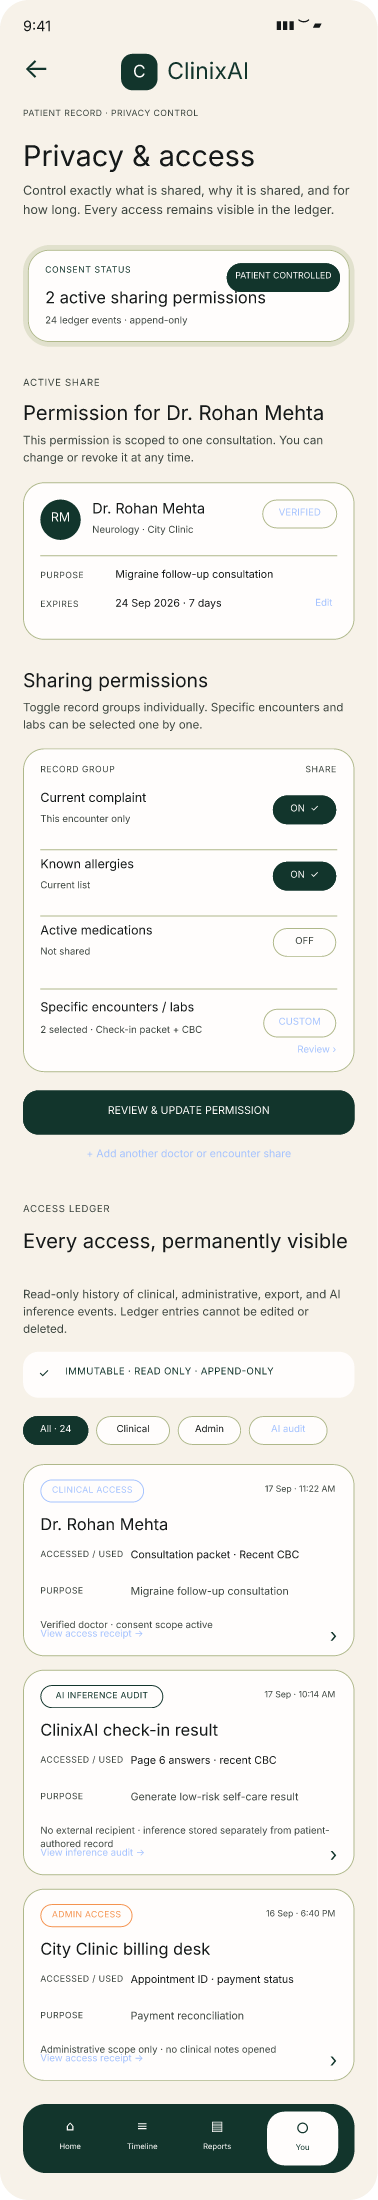 9:41
C ClinixAI
PATIENT RECORD · PRIVACY CONTROL
Privacy & access
Control exactly what is shared, why it is shared, and for
how long. Every access remains visible in the ledger.
CONSENT STATUS
PATIENT CONTROLLED
2 active sharing permissions
24 ledger events · append-only
ACTIVE SHARE
Permission for Dr. Rohan Mehta
This permission is scoped to one consultation. You can
change or revoke it at any time.
RM
Dr. Rohan Mehta
Neurology · City Clinic
VERIFIED
PURPOSE Migraine follow-up consultation
EXPIRES 24 Sep 2026 · 7 days Edit
Sharing permissions
Toggle record groups individually. Specific encounters and
labs can be selected one by one.
RECORD GROUP SHARE
Current complaint
This encounter only
ON ✓
Known allergies
Current list
ON ✓
Active medications
Not shared
OFF
Specific encounters / labs
2 selected · Check-in packet + CBC
CUSTOM
Review ›
REVIEW & UPDATE PERMISSION
+ Add another doctor or encounter share
ACCESS LEDGER
Every access, permanently visible
Read-only history of clinical, administrative, export, and AI
inference events. Ledger entries cannot be edited or
deleted.
✓ IMMUTABLE · READ ONLY · APPEND-ONLY
All · 24 Clinical Admin AI audit
CLINICAL ACCESS 17 Sep · 11:22 AM
Dr. Rohan Mehta
ACCESSED / USED Consultation packet · Recent CBC
PURPOSE Migraine follow-up consultation
Verified doctor · consent scope active
View access receipt →
›
AI INFERENCE AUDIT 17 Sep · 10:14 AM
ClinixAI check-in result
ACCESSED / USED Page 6 answers · recent CBC
PURPOSE Generate low-risk self-care result
No external recipient · inference stored separately from patient-
authored record
View inference audit →
›
ADMIN ACCESS 16 Sep · 6:40 PM
City Clinic billing desk
ACCESSED / USED Appointment ID · payment status
PURPOSE Payment reconciliation
Administrative scope only · no clinical notes opened
View access receipt →
›
Home Timeline Reports You